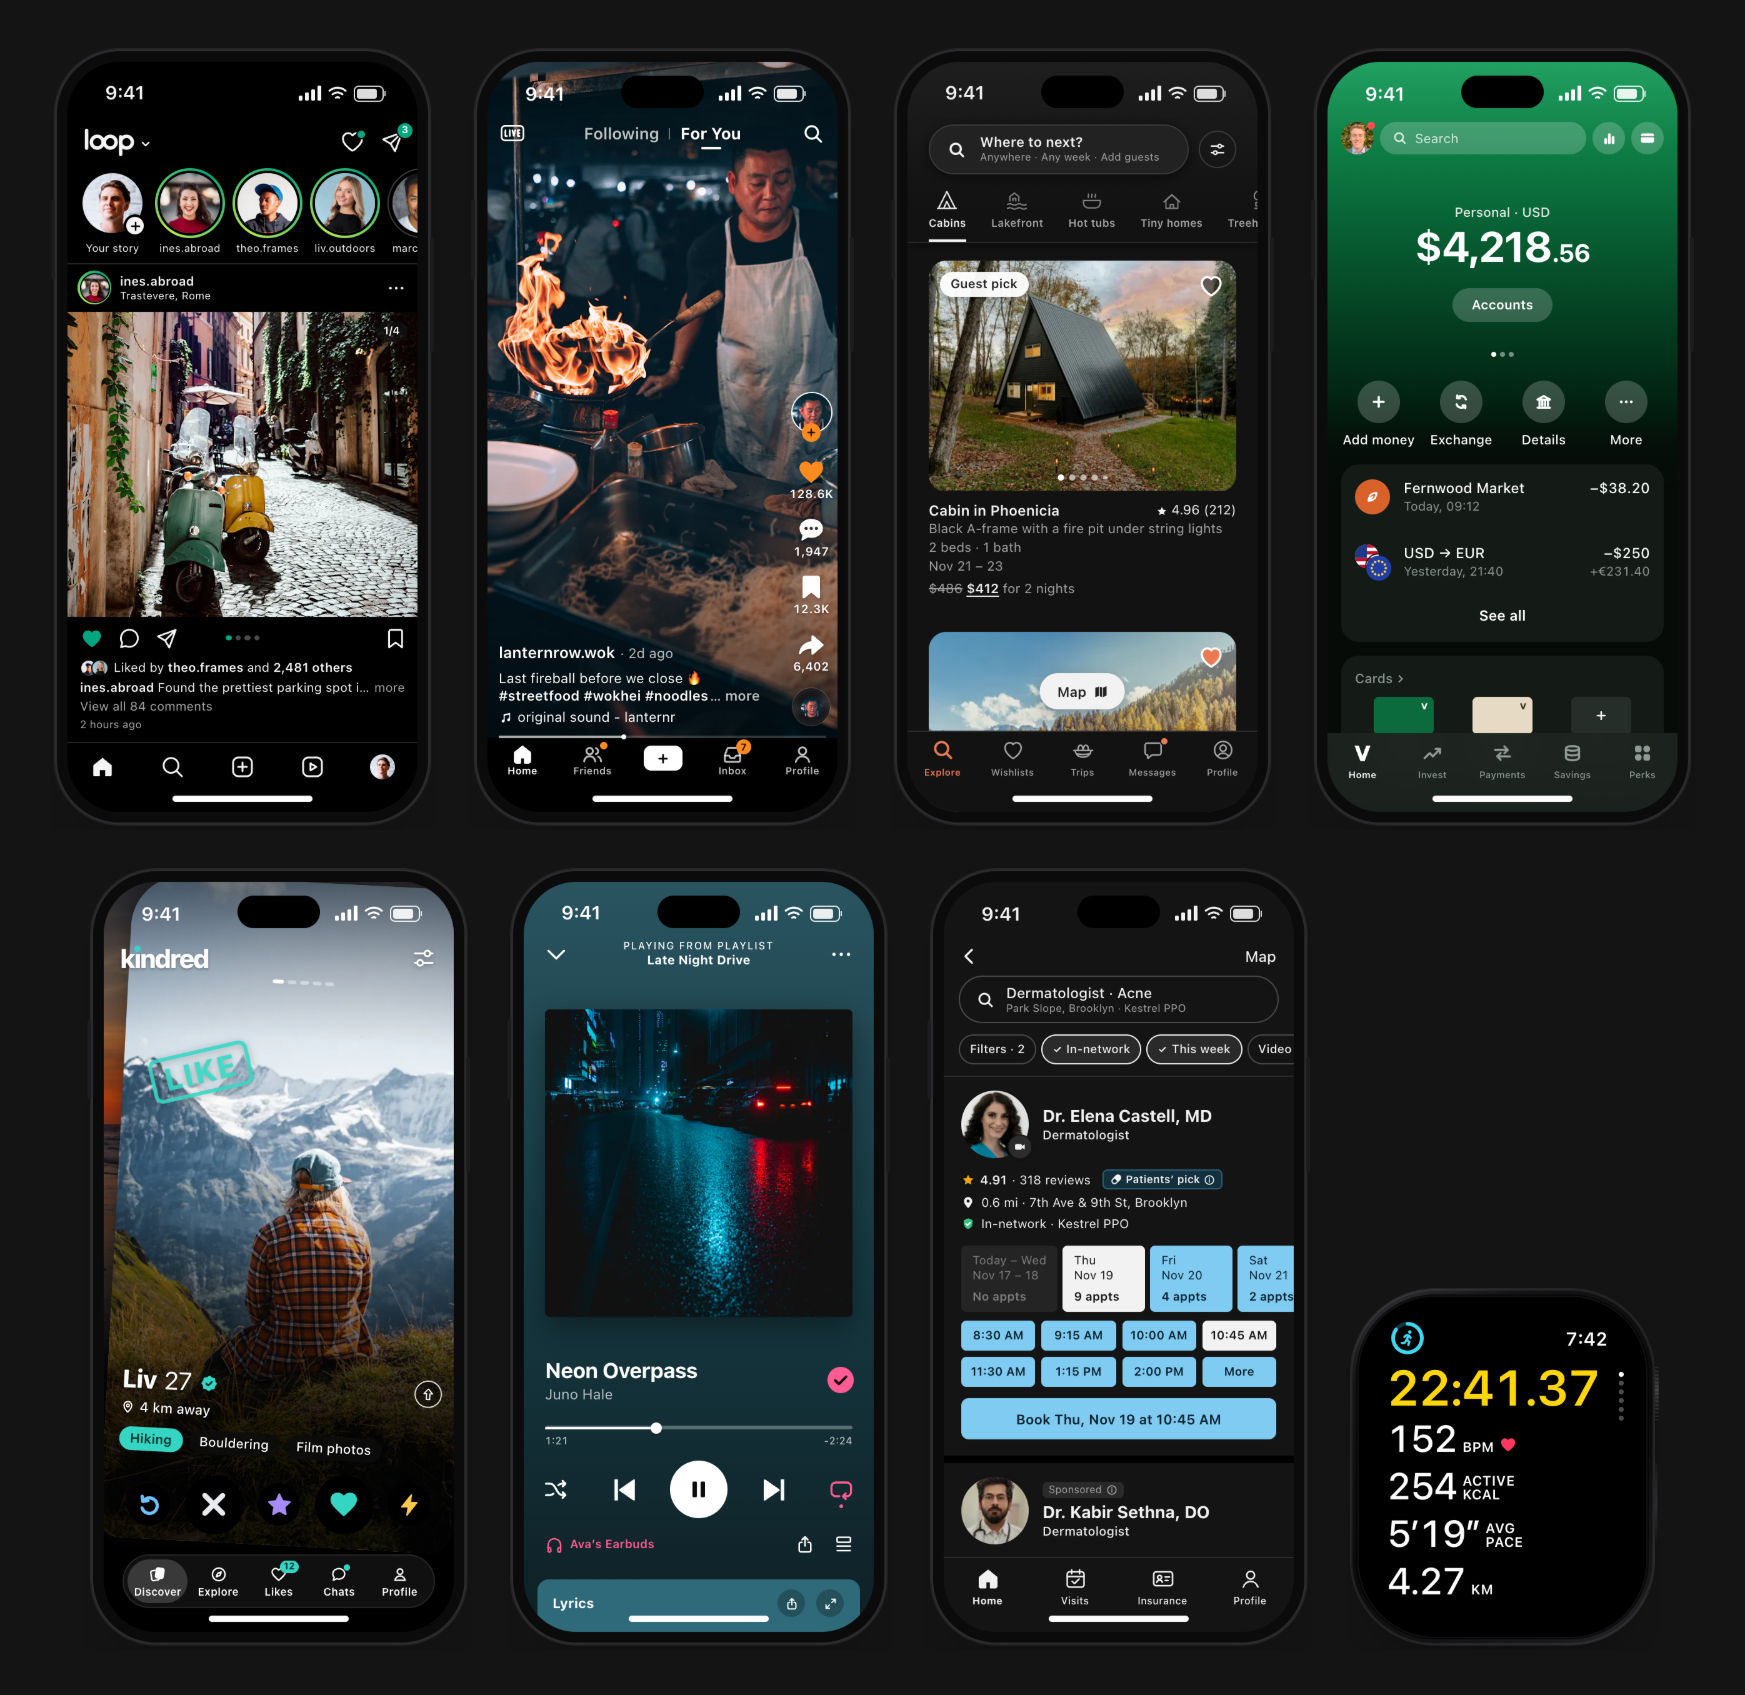 9:41
loop
3
Your story
ines.abroad
theo.frames
liv.outdoors
marc
ines.abroad
Trastevere, Rome
1/4
Liked by theo.frames and 2,481 others
ines.abroad Found the prettiest parking spot i... more
View all 84 comments
2 hours ago
9:41
LIVE
Following
For You
128.6K
1,947
12.3K
6,402
lanternrow.wok · 2d ago
Last fireball before we close 🔥
#streetfood #wokhei #noodles... more
original sound - lanternr
7
Home
Friends
Inbox
Profile
9:41
Where to next?
Anywhere · Any week · Add guests
Cabins
Lakefront
Hot tubs
Tiny homes
Treeh
Guest pick
Cabin in Phoenicia
★ 4.96 (212)
Black A-frame with a fire pit under string lights
2 beds · 1 bath
Nov 21 – 23
$486 $412 for 2 nights
Map
Explore
Wishlists
Trips
Messages
Profile
9:41
Search
Personal · USD
$4,218.56
Accounts
Add money
Exchange
Details
More
Fernwood Market
−$38.20
Today, 09:12
USD → EUR
−$250
Yesterday, 21:40
+€231.40
See all
Cards
V
V
V
Home
Invest
Payments
Savings
Perks
9:41
kindred
LIKE
Liv 27
4 km away
Hiking
Bouldering
Film photos
12
Discover
Explore
Likes
Chats
Profile
9:41
PLAYING FROM PLAYLIST
Late Night Drive
Neon Overpass
Juno Hale
1:21
-2:24
Ava's Earbuds
Lyrics
9:41
Map
Dermatologist · Acne
Park Slope, Brooklyn · Kestrel PPO
Filters · 2
✓ In-network
✓ This week
Video
Dr. Elena Castell, MD
Dermatologist
★ 4.91 · 318 reviews
Patients' pick
0.6 mi · 7th Ave & 9th St, Brooklyn
In-network · Kestrel PPO
Today – Wed
Nov 17 – 18
No appts
Thu
Nov 19
9 appts
Fri
Nov 20
4 appts
Sat
Nov 21
2 appts
8:30 AM
9:15 AM
10:00 AM
10:45 AM
11:30 AM
1:15 PM
2:00 PM
More
Book Thu, Nov 19 at 10:45 AM
Sponsored
Dr. Kabir Sethna, DO
Dermatologist
Home
Visits
Insurance
Profile
7:42
22:41.37
152 BPM
254 ACTIVE KCAL
5'19" AVG PACE
4.27 KM